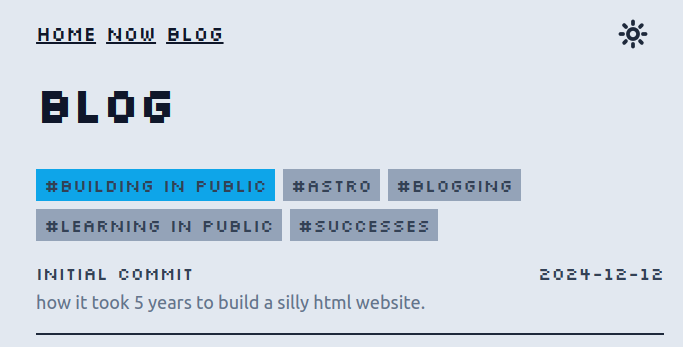 HOME NOW BLOG
BLOG
#BUILDING IN PUBLIC #ASTRO #BLOGGING
#LEARNING IN PUBLIC #SUCCESSES
INITIAL COMMIT 2024-12-12
how it took 5 years to build a silly html website.